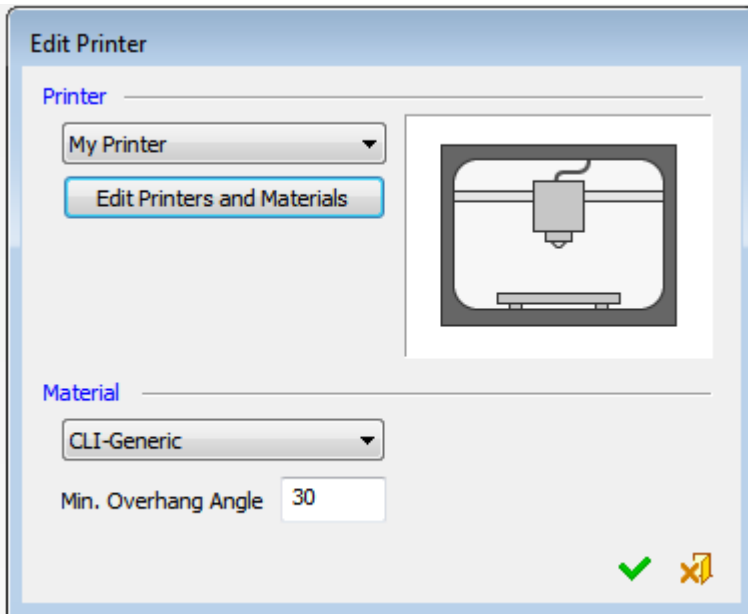 Edit Printer
Printer
My Printer
Edit Printers and Materials
Material
CLI-Generic
Min. Overhang Angle 30